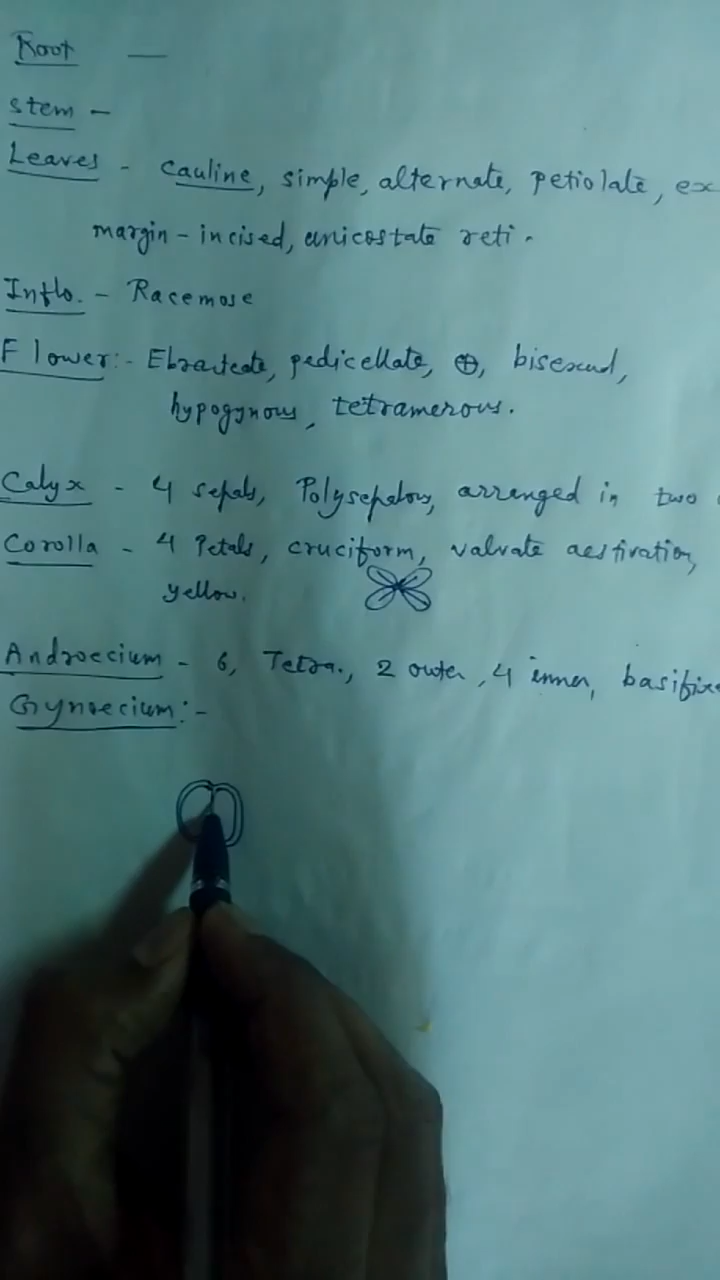 Root —
Stem -
Leaves - Cauline, simple, alternate, petiolate, ex
margin - incised, unicostate reti.
Inflo. - Racemose
Flower:- Ebracteate, pedicellate, ⊕, bisexual,
hypogynous, tetramerous.
Calyx - 4 sepals, Polysepalous, arranged in two
Corolla - 4 Petals, cruciform, valvate aestivation,
yellow.
Androecium - 6, Tetra., 2 outer, 4 inner, basifixe
Gynoecium:-